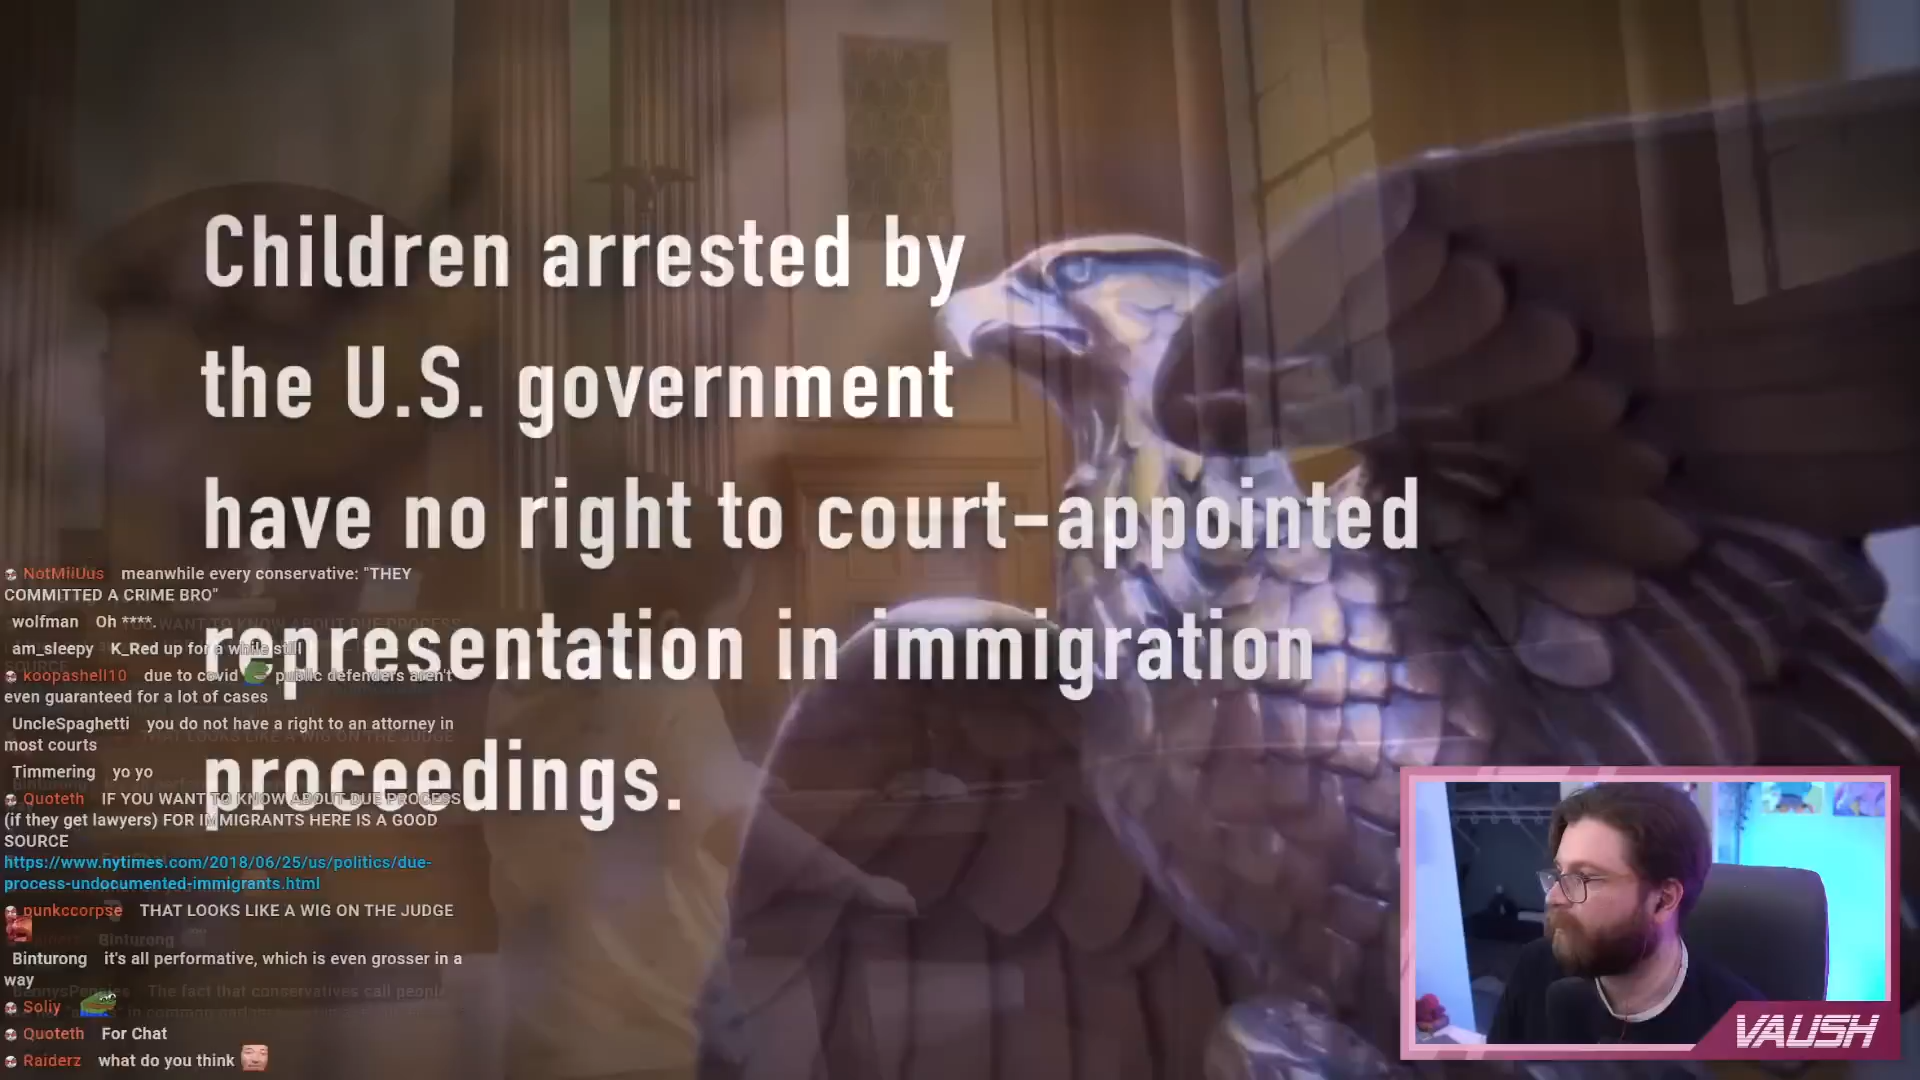 Children arrested by
the U.S. government
have no right to court-appointed
representation in immigration
proceedings.
NotMiiUus meanwhile every conservative: "THEY
COMMITTED A CRIME BRO"
wolfman Oh ****.
am_sleepy K_Red up for a while still
koopashell10 due to covid public defenders aren't
even guaranteed for a lot of cases
UncleSpaghetti you do not have a right to an attorney in
most courts
Timmering yo yo
Quoteth IF YOU WANT TO KNOW ABOUT DUE PROCESS
(if they get lawyers) FOR IMMIGRANTS HERE IS A GOOD
SOURCE
https://www.nytimes.com/2018/06/25/us/politics/due-
process-undocumented-immigrants.html
punkccorpse THAT LOOKS LIKE A WIG ON THE JUDGE
Binturong it's all performative, which is even grosser in a
way
Soliy
Quoteth For Chat
Raiderz what do you think
VAUSH